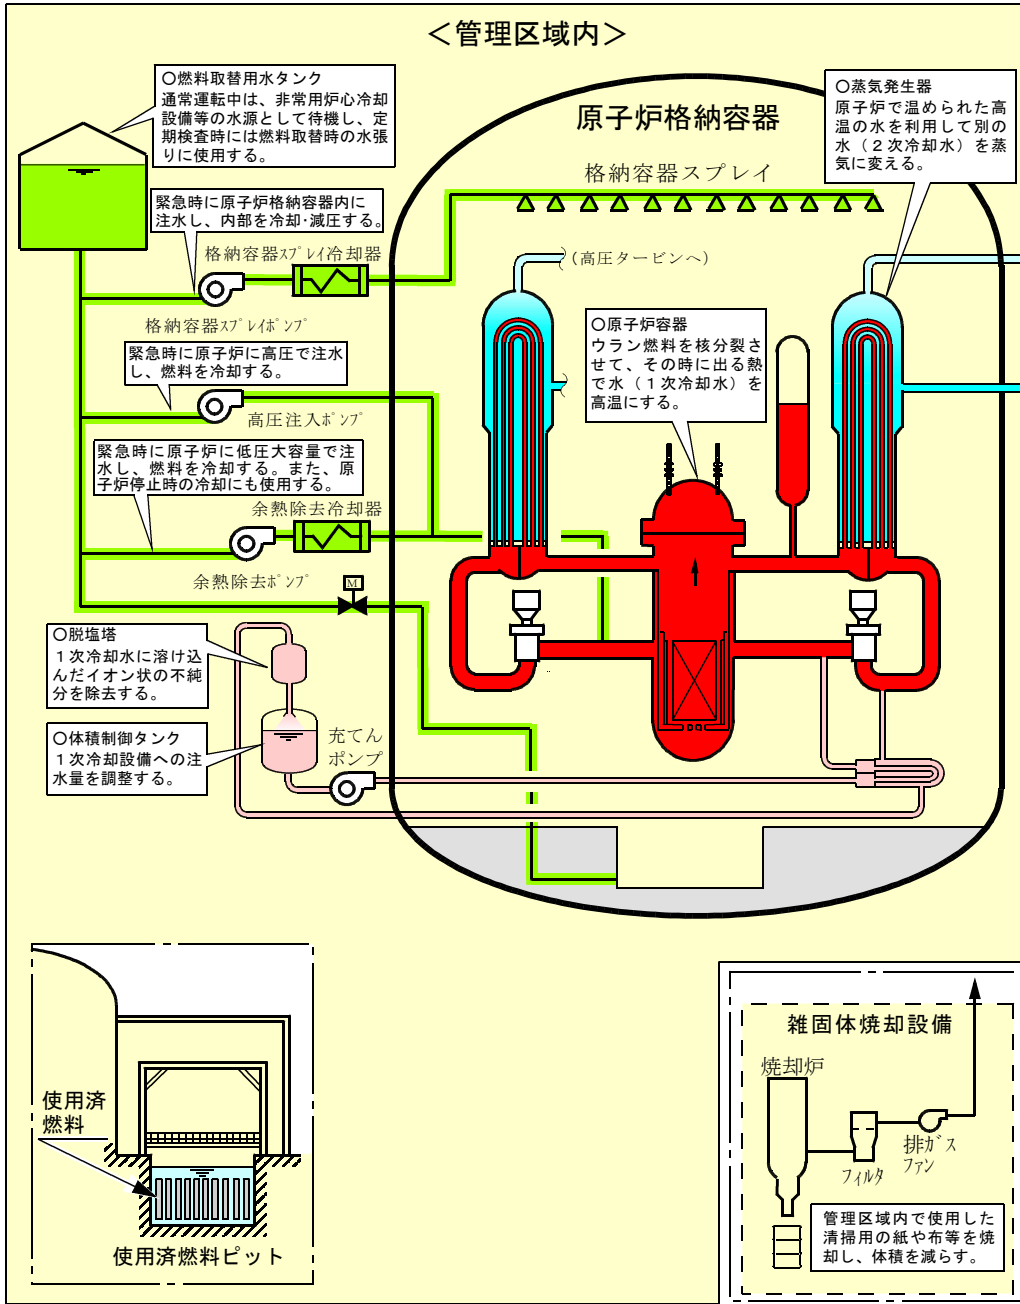 ＜管理区域内＞
○燃料取替用水タンク
通常運転中は、非常用炉心冷却
設備等の水源として待機し、定
期検査時には燃料取替時の水張
りに使用する。
原子炉格納容器
○蒸気発生器
原子炉で温められた高
温の水を利用して別の
水（２次冷却水）を蒸
気に変える。
格納容器スプレイ
緊急時に原子炉格納容器内に
注水し、内部を冷却･減圧する。
格納容器ｽﾌﾟﾚｲ冷却器
（高圧タービンへ）
格納容器ｽﾌﾟﾚｲﾎﾟﾝﾌﾟ
○原子炉容器
ウラン燃料を核分裂さ
せて、その時に出る熱
で水（１次冷却水）を
高温にする。
緊急時に原子炉に高圧で注水
し、燃料を冷却する。
高圧注入ﾎﾟﾝﾌﾟ
緊急時に原子炉に低圧大容量で注
水し、燃料を冷却する。また、原
子炉停止時の冷却にも使用する。
余熱除去冷却器
余熱除去ﾎﾟﾝﾌﾟ
M
○脱塩塔
１次冷却水に溶け込
んだイオン状の不純
分を除去する。
○体積制御タンク
１次冷却設備への注
水量を調整する。
充てん
ポンプ
使用済
燃料
使用済燃料ピット
雑固体焼却設備
焼却炉
排ｶﾞｽ
ﾌｧﾝ
ﾌｨﾙﾀ
管理区域内で使用した
清掃用の紙や布等を焼
却し、体積を減らす。